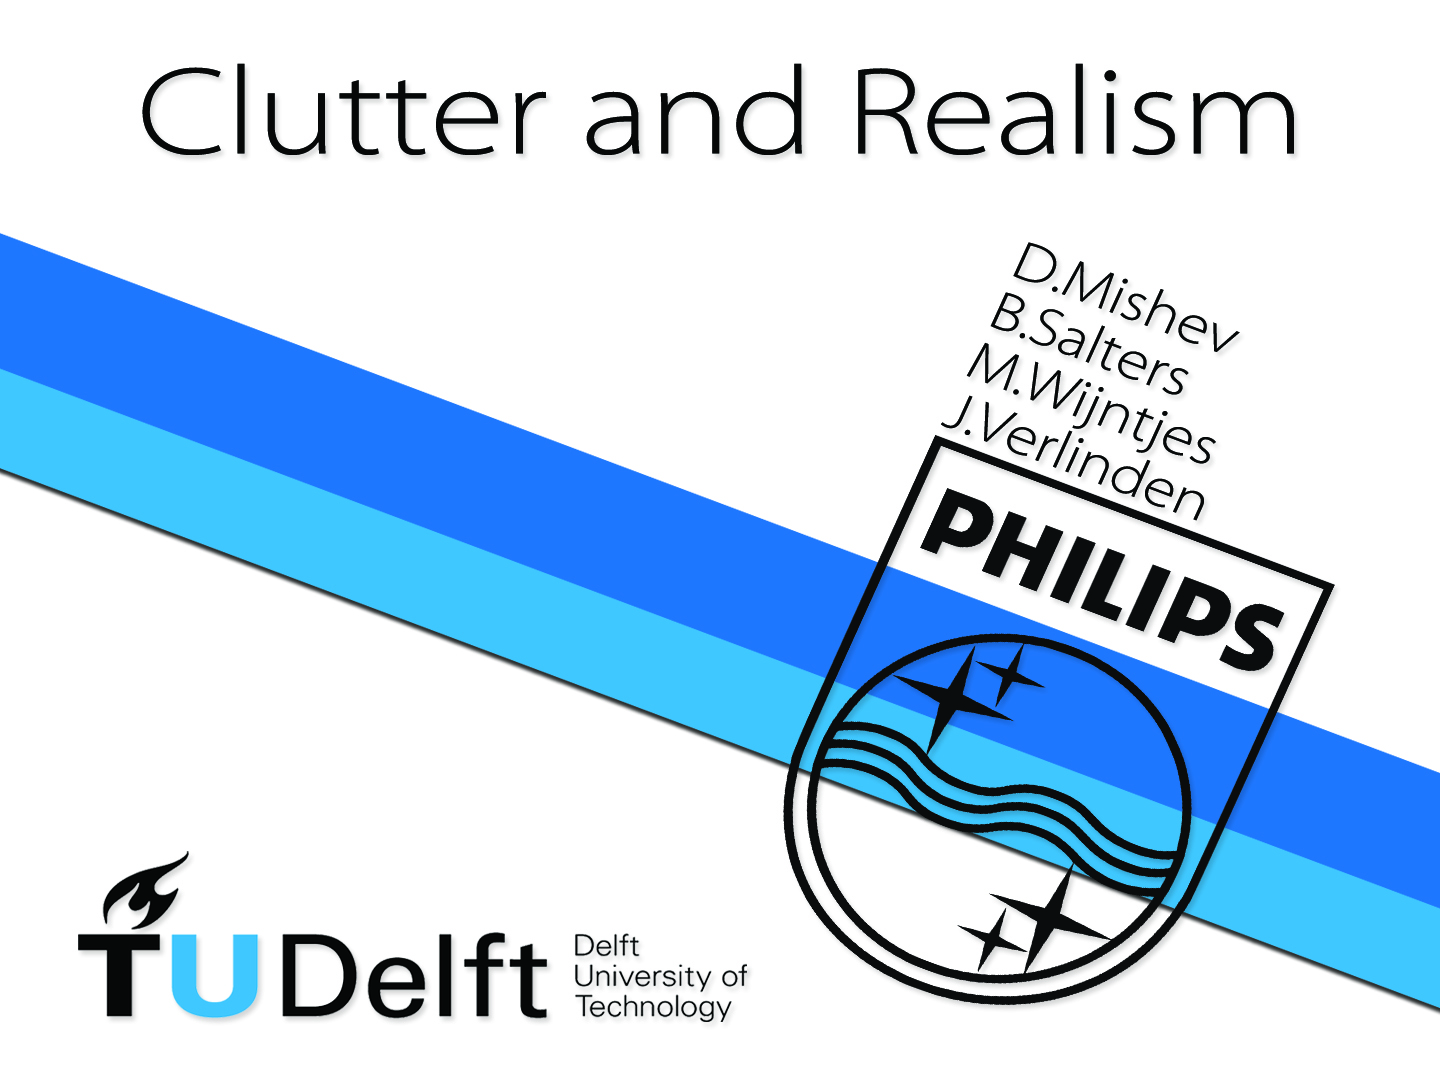 Clutter and Realism
D.Mishev
B.Salters
M.Wijntjes
J.Verlinden
PHILIPS
TUDelft
Delft
University of
Technology